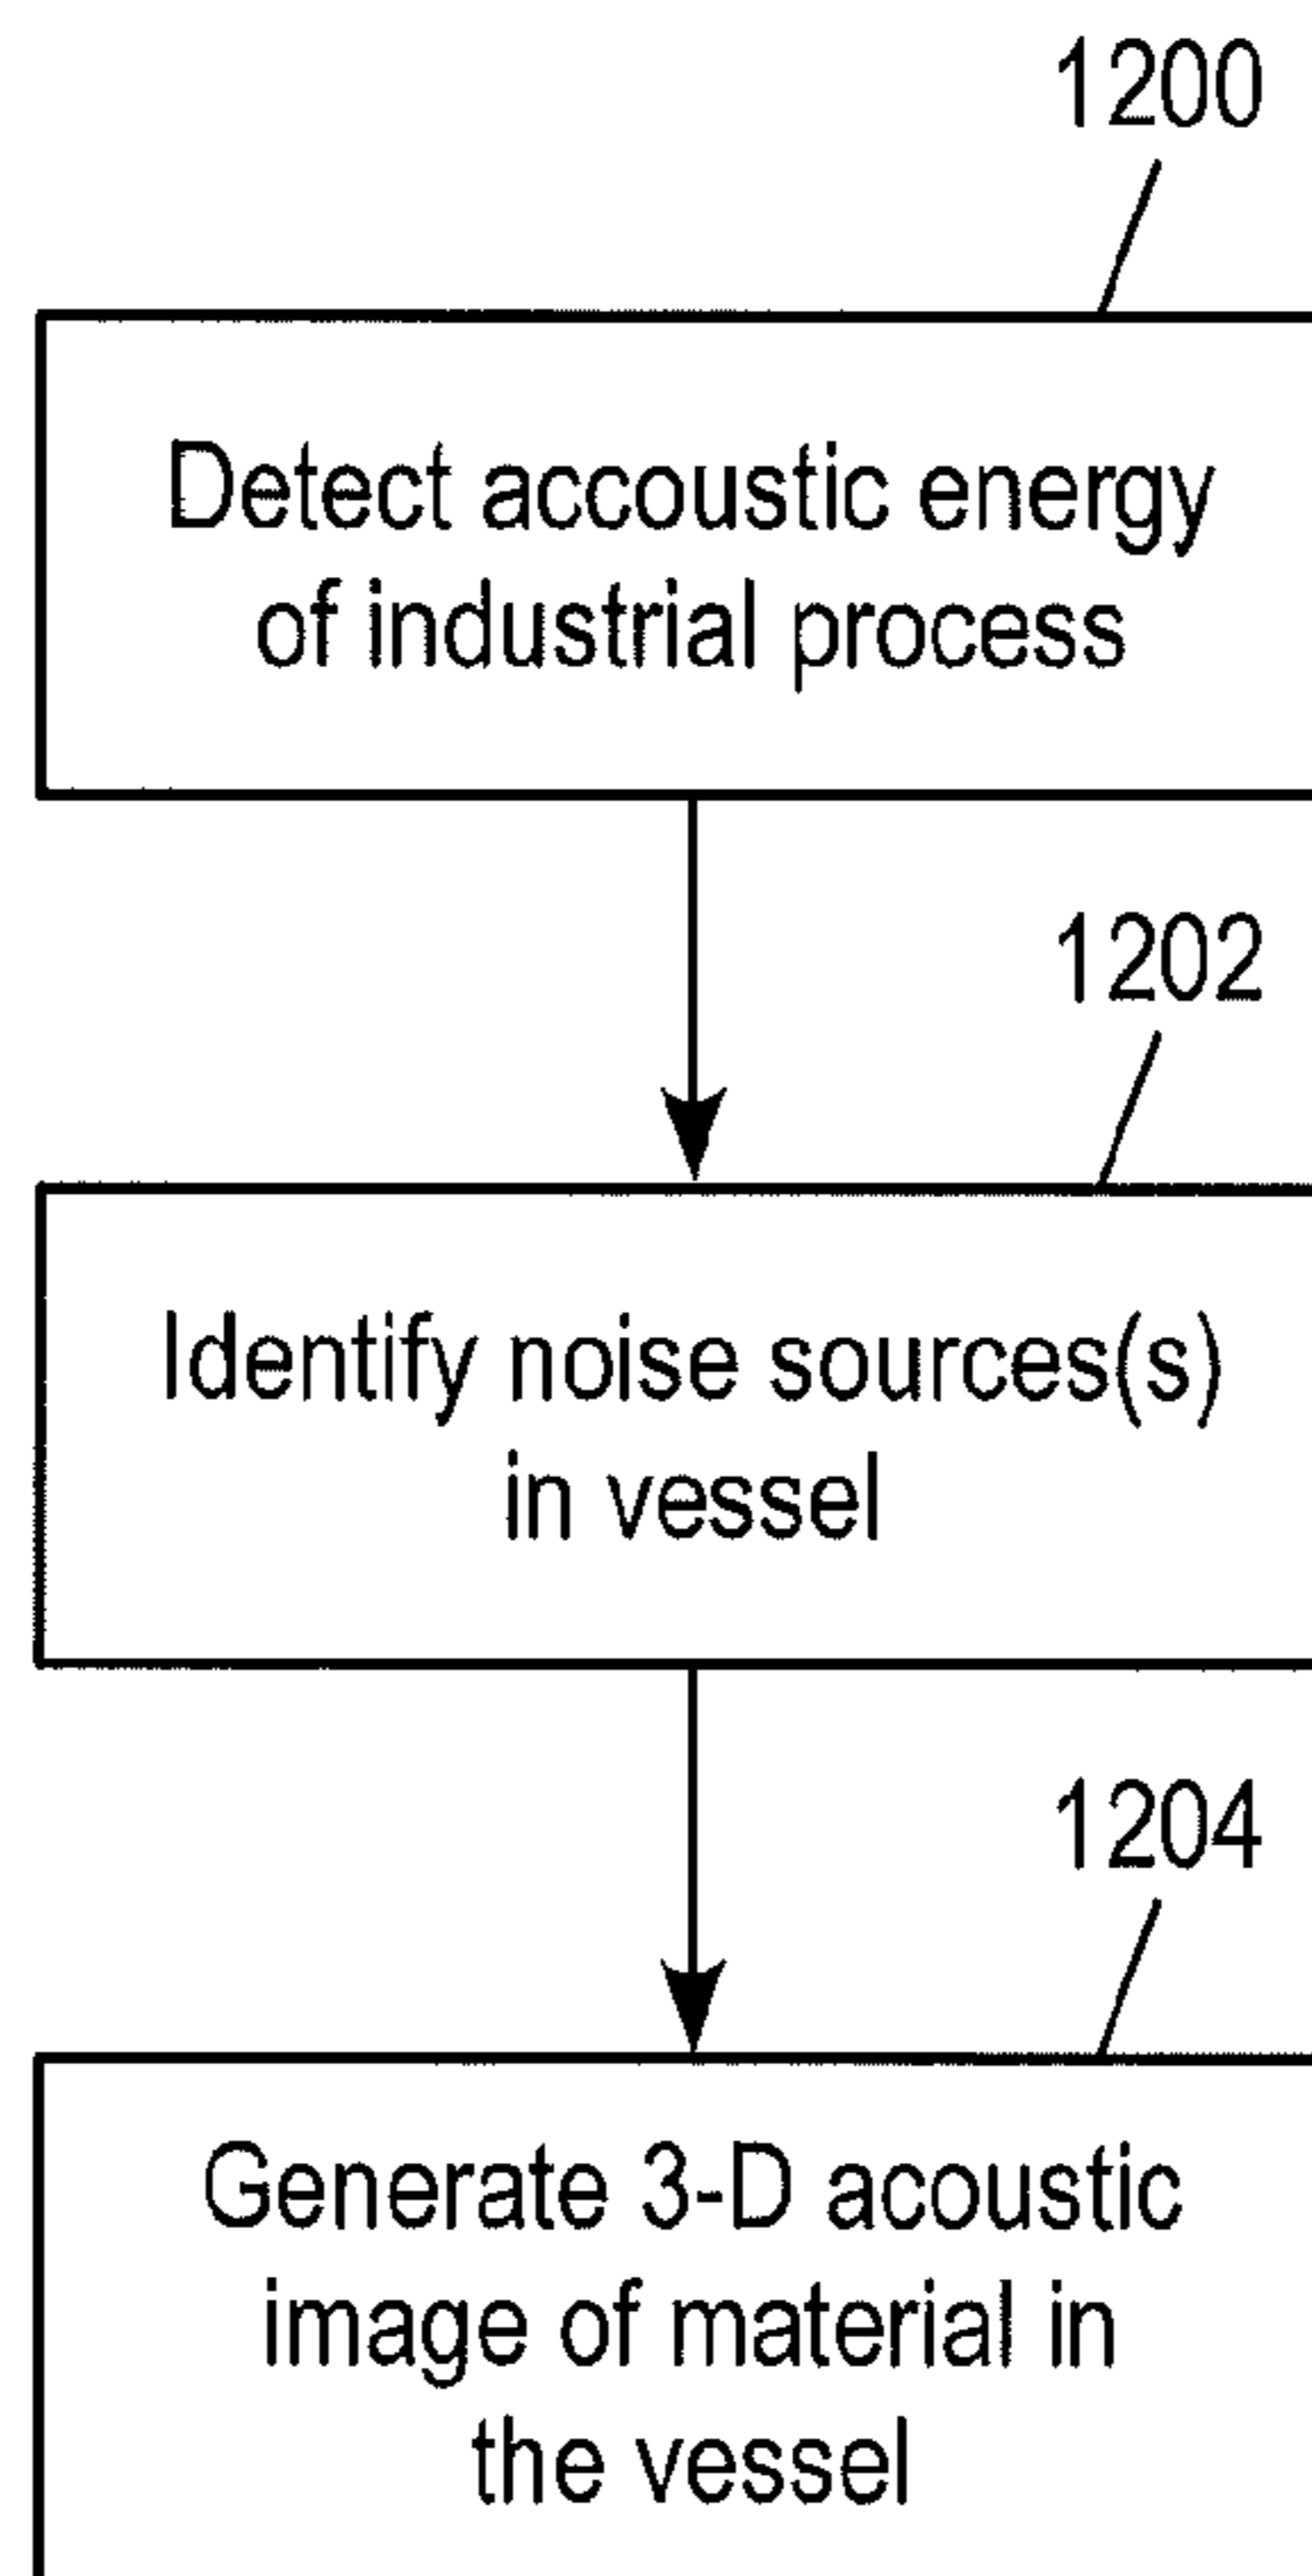 1200
Detect accoustic energy
of industrial process
1202
Identify noise sources(s)
in vessel
1204
Generate 3-D acoustic
image of material in
the vessel